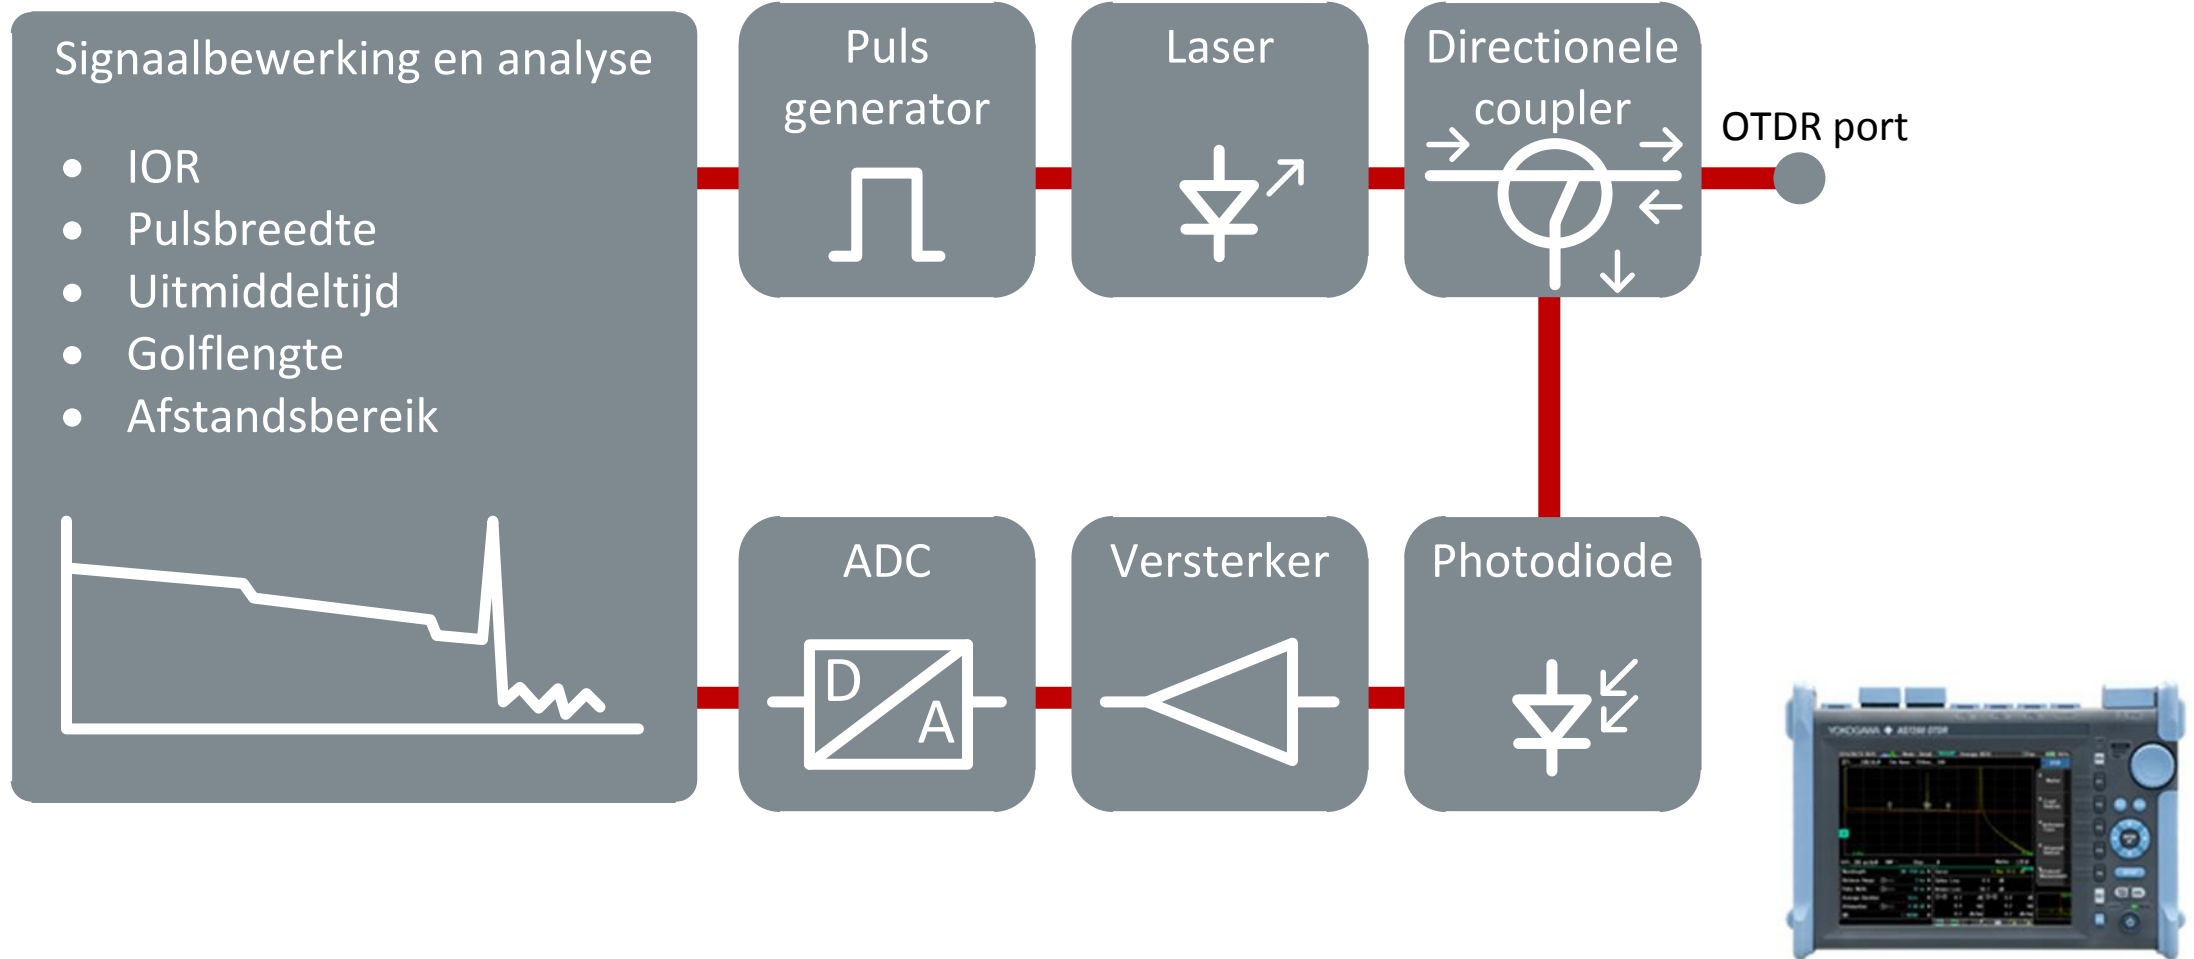 Signaalbewerking en analyse
• IOR
• Pulsbreedte
• Uitmiddeltijd
• Golflengte
• Afstandsbereik
Puls
generator
Laser
Directionele
coupler
OTDR port
ADC
D
A
Versterker
Photodiode
YOKOGAWA
OTDR